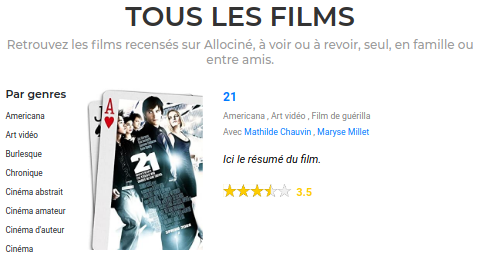 TOUS LES FILMS
Retrouvez les films recensés sur Allociné, à voir ou à revoir, seul, en famille ou
entre amis.
Par genres
Americana
Art vidéo
Burlesque
Chronique
Cinéma abstrait
Cinéma amateur
Cinéma d'auteur
Cinéma
J
A
21
21
Americana , Art vidéo , Film de guérilla
Avec Mathilde Chauvin , Maryse Millet
Ici le résumé du film.
3.5